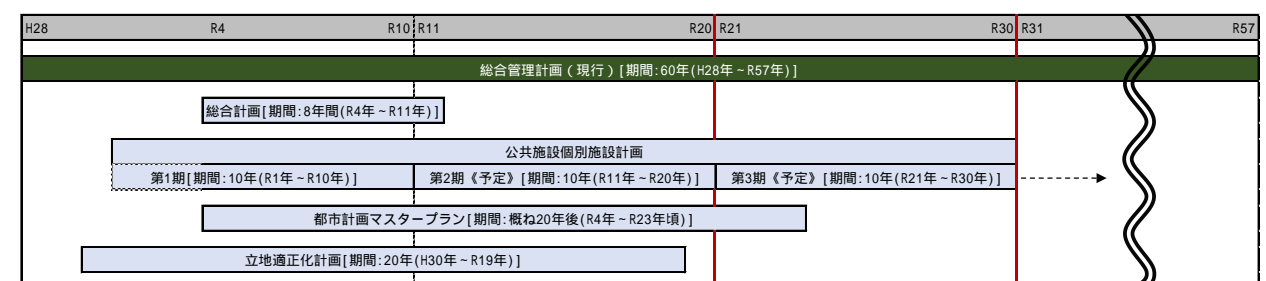 H28 R4 R10 R11 R20 R21 R30 R31 R57
総合管理計画(現行)[期間:60年(H28年~R57年)]
総合計画[期間:8年間(R4年~R11年)]
公共施設個別施設計画
第1期[期間:10年(R1年~R10年)] 第2期《予定》[期間:10年(R11年~R20年)] 第3期《予定》[期間:10年(R21年~R30年)]
都市計画マスタープラン[期間:概ね20年後(R4年~R23年頃)]
立地適正化計画[期間:20年(H30年~R19年)]